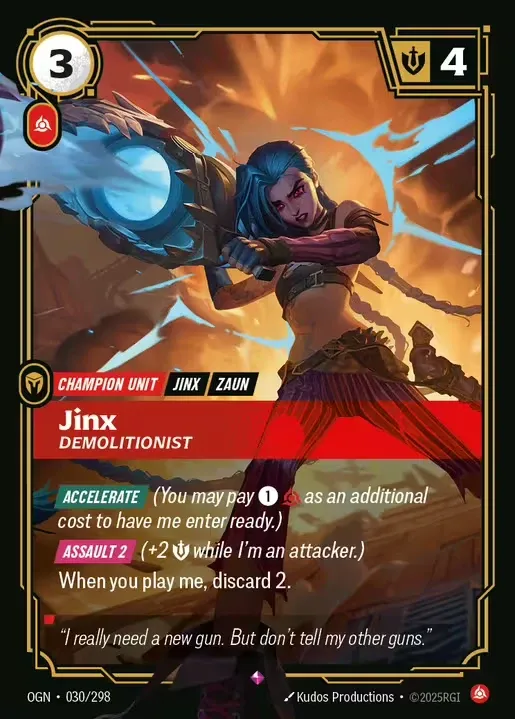 3
4
CHAMPION UNIT JINX ZAUN
Jinx
DEMOLITIONIST
ACCELERATE (You may pay 1 as an additional
cost to have me enter ready.)
ASSAULT 2 (+2 while I'm an attacker.)
When you play me, discard 2.
“I really need a new gun. But don't tell my other guns.”
OGN • 030/298 Kudos Productions • ©2025RGI